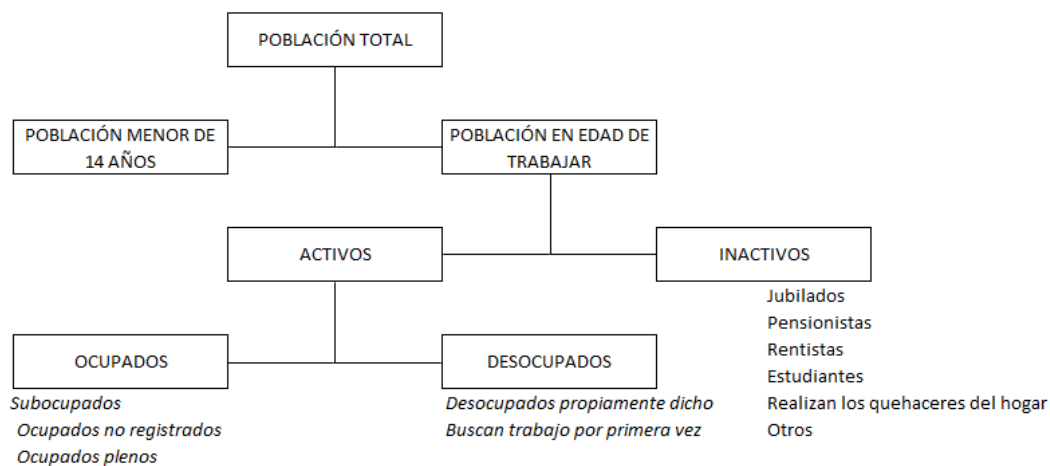 POBLACIÓN TOTAL
POBLACIÓN MENOR DE
14 AÑOS
POBLACIÓN EN EDAD DE
TRABAJAR
ACTIVOS
INACTIVOS
Jubilados
Pensionistas
Rentistas
Estudiantes
Realizan los quehaceres del hogar
Otros
OCUPADOS
Subocupados
Ocupados no registrados
Ocupados plenos
DESOCUPADOS
Desocupados propiamente dicho
Buscan trabajo por primera vez